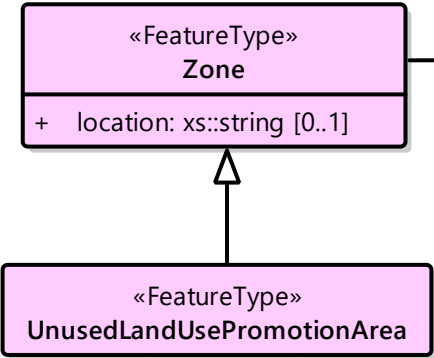 «FeatureType»
Zone
+ location: xs::string [0..1]
«FeatureType»
UnusedLandUsePromotionArea